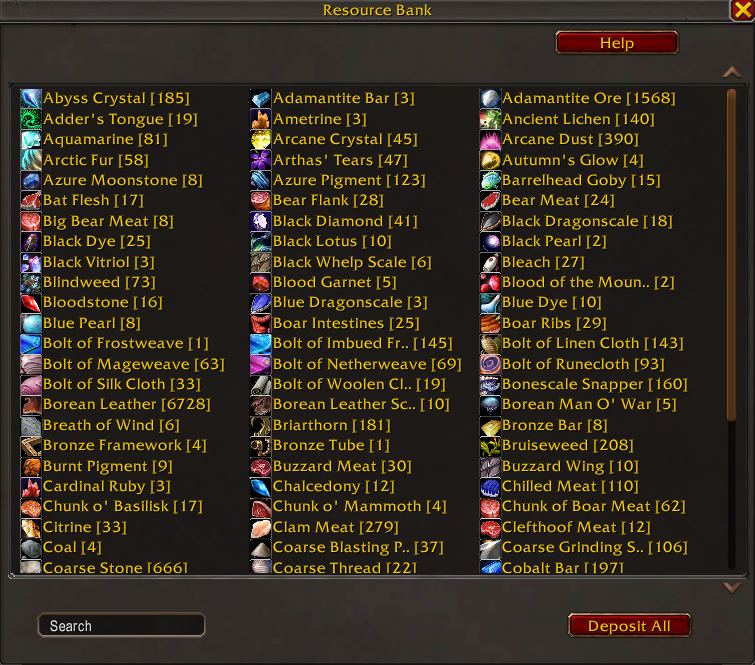 Resource Bank
Help
Abyss Crystal [185] Adamantite Bar [3] Adamantite Ore [1568]
Adder's Tongue [19] Ametrine [3] Ancient Lichen [140]
Aquamarine [81] Arcane Crystal [45] Arcane Dust [390]
Arctic Fur [58] Arthas' Tears [47] Autumn's Glow [4]
Azure Moonstone [8] Azure Pigment [123] Barrelhead Goby [15]
Bat Flesh [17] Bear Flank [28] Bear Meat [24]
Big Bear Meat [8] Black Diamond [41] Black Dragonscale [18]
Black Dye [25] Black Lotus [10] Black Pearl [2]
Black Vitriol [3] Black Whelp Scale [6] Bleach [27]
Blindweed [73] Blood Garnet [5] Blood of the Moun.. [2]
Bloodstone [16] Blue Dragonscale [3] Blue Dye [10]
Blue Pearl [8] Boar Intestines [25] Boar Ribs [29]
Bolt of Frostweave [1] Bolt of Imbued Fr.. [145] Bolt of Linen Cloth [143]
Bolt of Mageweave [63] Bolt of Netherweave [69] Bolt of Runecloth [93]
Bolt of Silk Cloth [33] Bolt of Woolen Cl.. [19] Bonescale Snapper [160]
Borean Leather [6728] Borean Leather Sc.. [10] Borean Man O' War [5]
Breath of Wind [6] Briarthorn [181] Bronze Bar [8]
Bronze Framework [4] Bronze Tube [1] Bruiseweed [208]
Burnt Pigment [9] Buzzard Meat [30] Buzzard Wing [10]
Cardinal Ruby [3] Chalcedony [12] Chilled Meat [110]
Chunk o' Basilisk [17] Chunk o' Mammoth [4] Chunk of Boar Meat [62]
Citrine [33] Clam Meat [279] Clefthoof Meat [12]
Coal [4] Coarse Blasting P.. [37] Coarse Grinding S.. [106]
Coarse Stone [666] Coarse Thread [22] Cobalt Bar [197]
Search
Deposit All